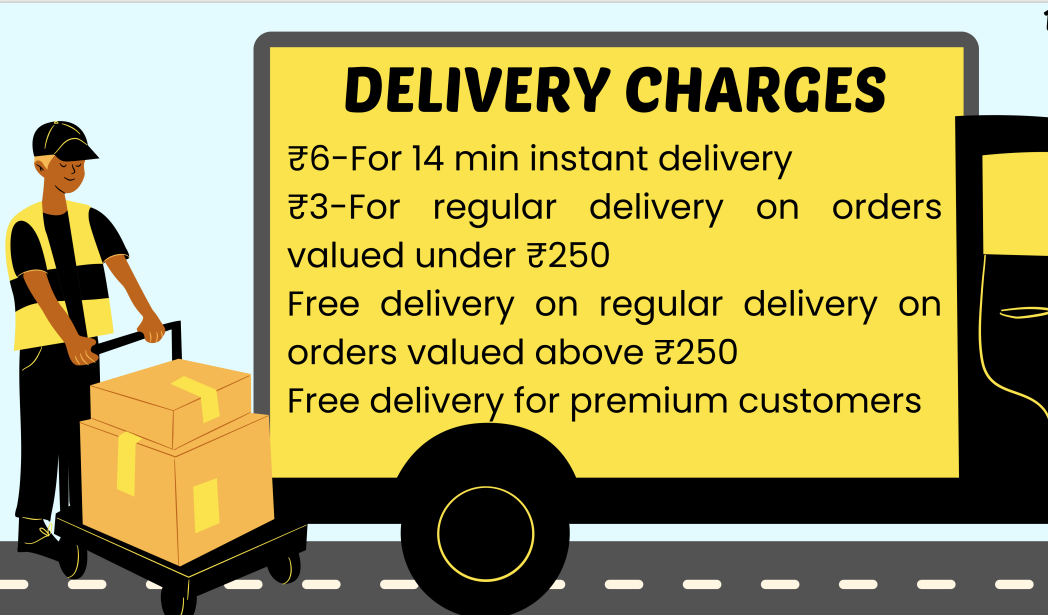 DELIVERY CHARGES
₹6-For 14 min instant delivery
₹3-For regular delivery on orders
valued under ₹250
Free delivery on regular delivery on
orders valued above ₹250
Free delivery for premium customers